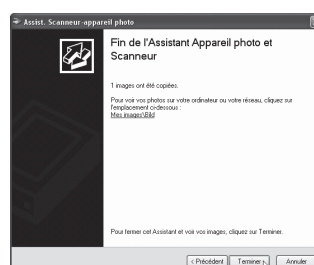 Assist. Scanneur-appareil photo
Fin de l'Assistant Appareil photo et
Scanneur
1 images ont été copiées.
Pour voir vos photos sur votre ordinateur ou votre réseau, cliquez sur
l'emplacement ci-dessous :
Mes images\Bild
Pour fermer cet Assistant et voir vos images, cliquez sur Terminer.
< Précédent Terminer Annuler